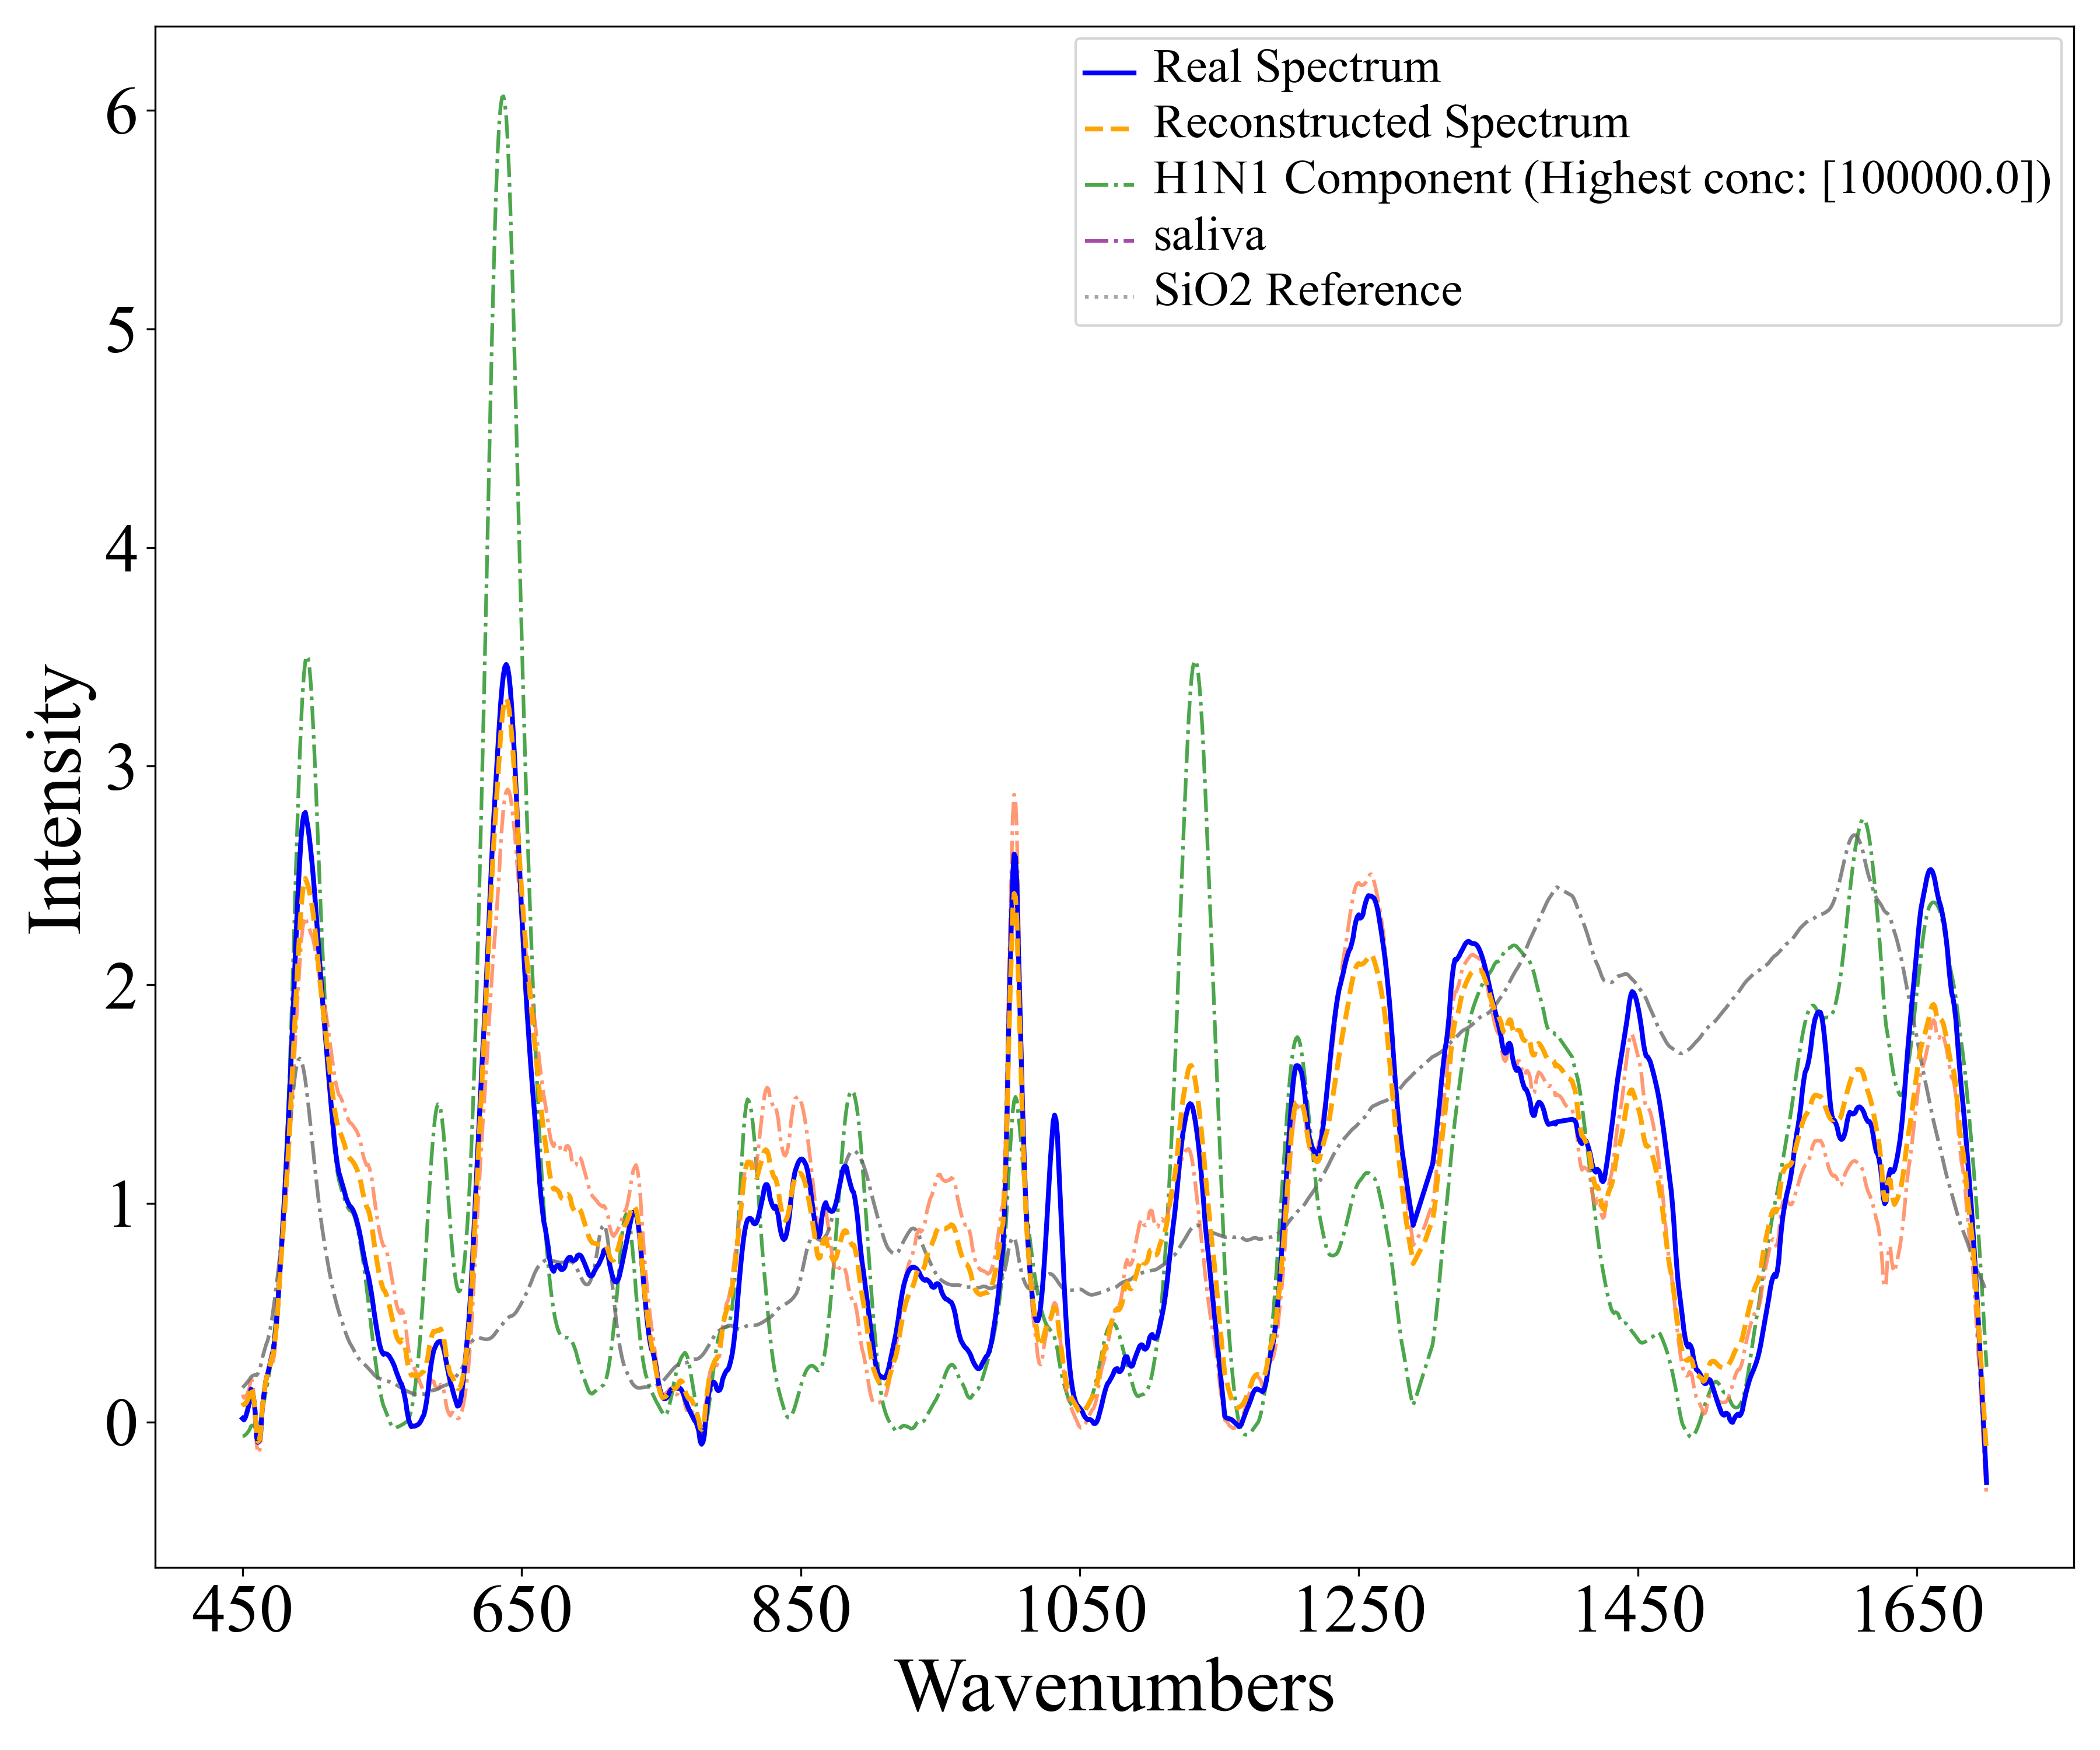 Real Spectrum
Reconstructed Spectrum
H1N1 Component (Highest conc: [100000.0])
saliva
SiO2 Reference
6
5
4
3
2
1
0
Intensity
450 650 850 1050 1250 1450 1650
Wavenumbers